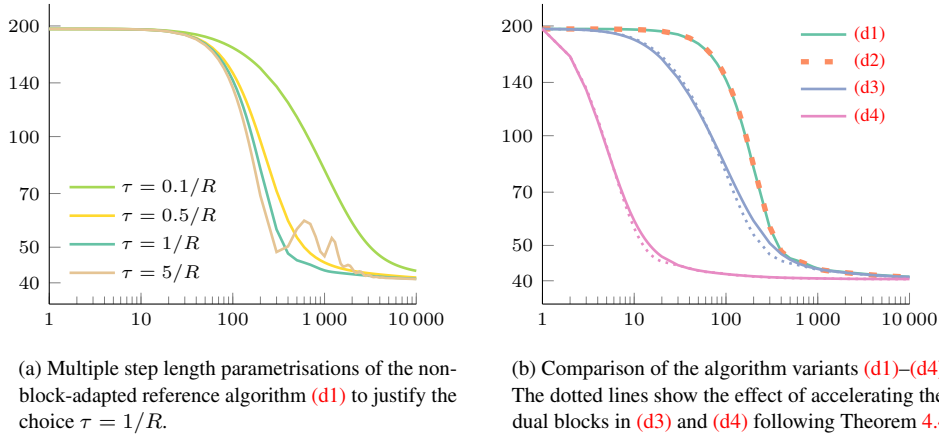 200
140
100
70
50
40
1
10
100
1 000
10 000
τ = 0.1/R
τ = 0.5/R
τ = 1/R
τ = 5/R
200
140
100
70
50
40
1
10
100
1 000
10 000
(d1)
(d2)
(d3)
(d4)
(a) Multiple step length parametrisations of the non-
block-adapted reference algorithm (d1) to justify the
choice τ = 1/R.
(b) Comparison of the algorithm variants (d1)–(d4
The dotted lines show the effect of accelerating the
dual blocks in (d3) and (d4) following Theorem 4.